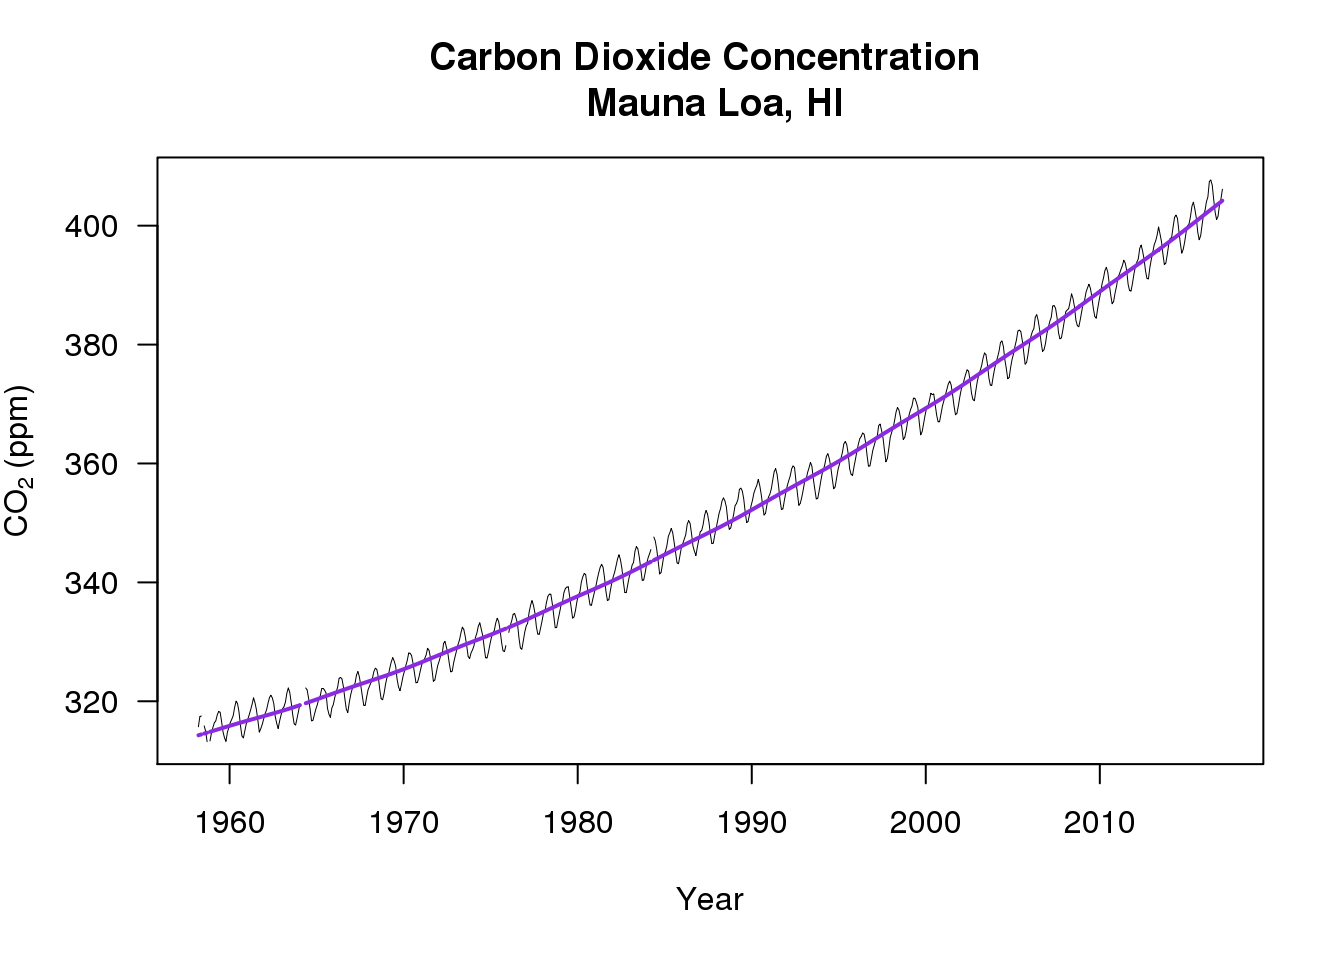 Carbon Dioxide Concentration
Mauna Loa, HI
CO₂ (ppm)
400
380
360
340
320
1960 1970 1980 1990 2000 2010
Year